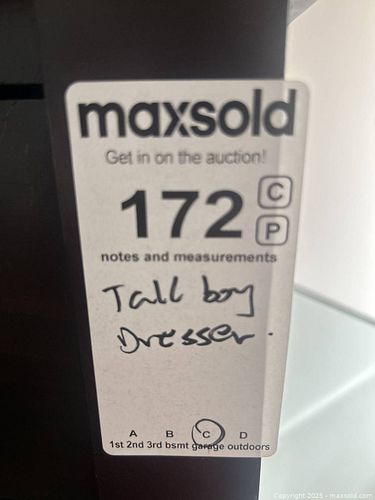 maxsold
Get in on the auction!
172
C
P
notes and measurements
Tall boy
Dresser.
A B C D
1st 2nd 3rd bsmt garage outdoors
Copyright 2025 - maxsold.com